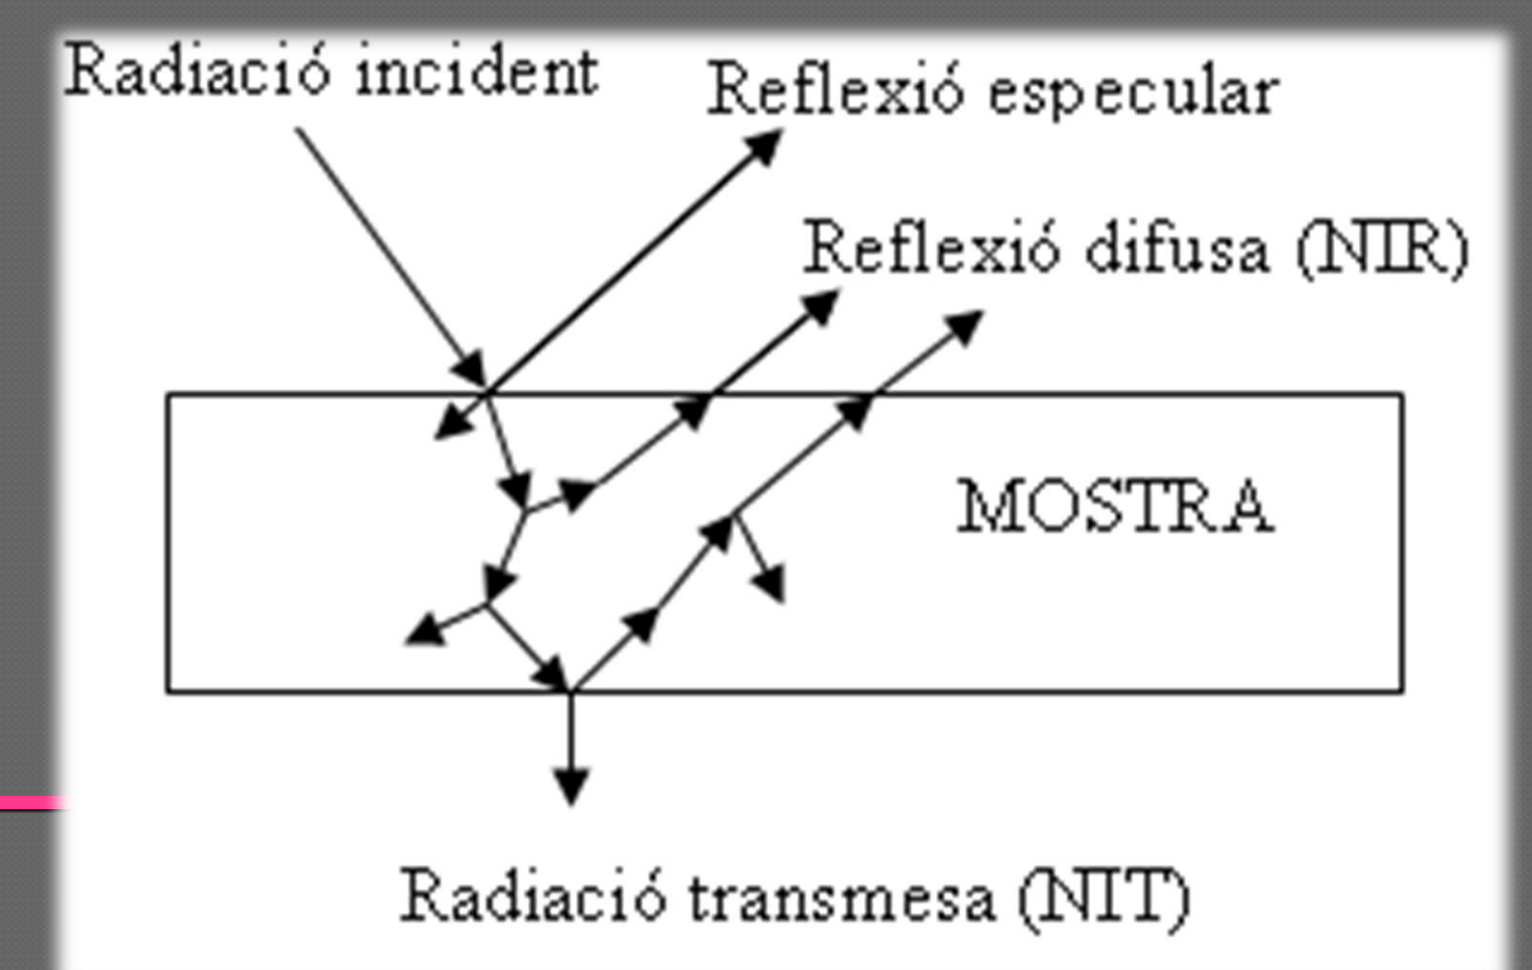 Radiació incident
Reflexió especular
Reflexió difusa (NIR)
MOSTRA
Radiació transmesa (NIT)